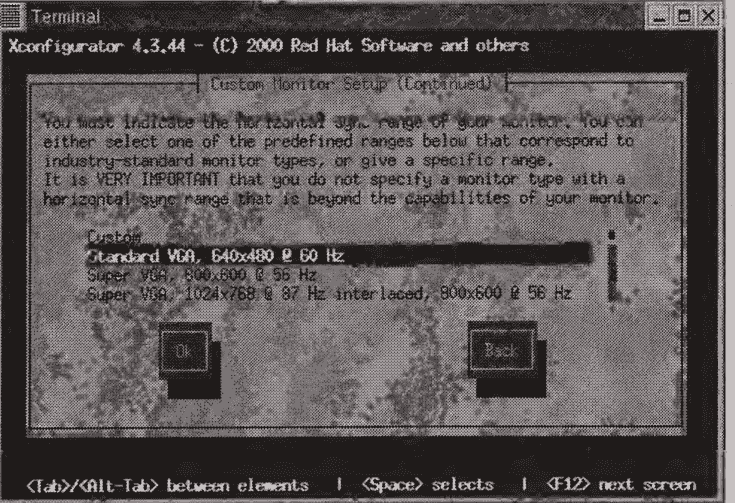 Terminal
Xconfigurator 4.3.44 - (C) 2000 Red Hat Software and others
Custom Monitor Setup (Continued)
You must indicate the horizontal sync range of your monitor. You can
either select one of the predefined ranges below that correspond to
industry-standard monitor types, or give a specific range.
It is VERY IMPORTANT that you do not specify a monitor type with a
horizontal sync range that is beyond the capabilities of your monitor.
Custom
Standard VGA, 640x480 @ 60 Hz
Super VGA, 800x600 @ 56 Hz
Super VGA, 1024x768 @ 87 Hz interlaced, 800x600 @ 56 Hz
Ok Back
<Tab>/<Alt-Tab> between elements | <Space> selects | <F12> next screen